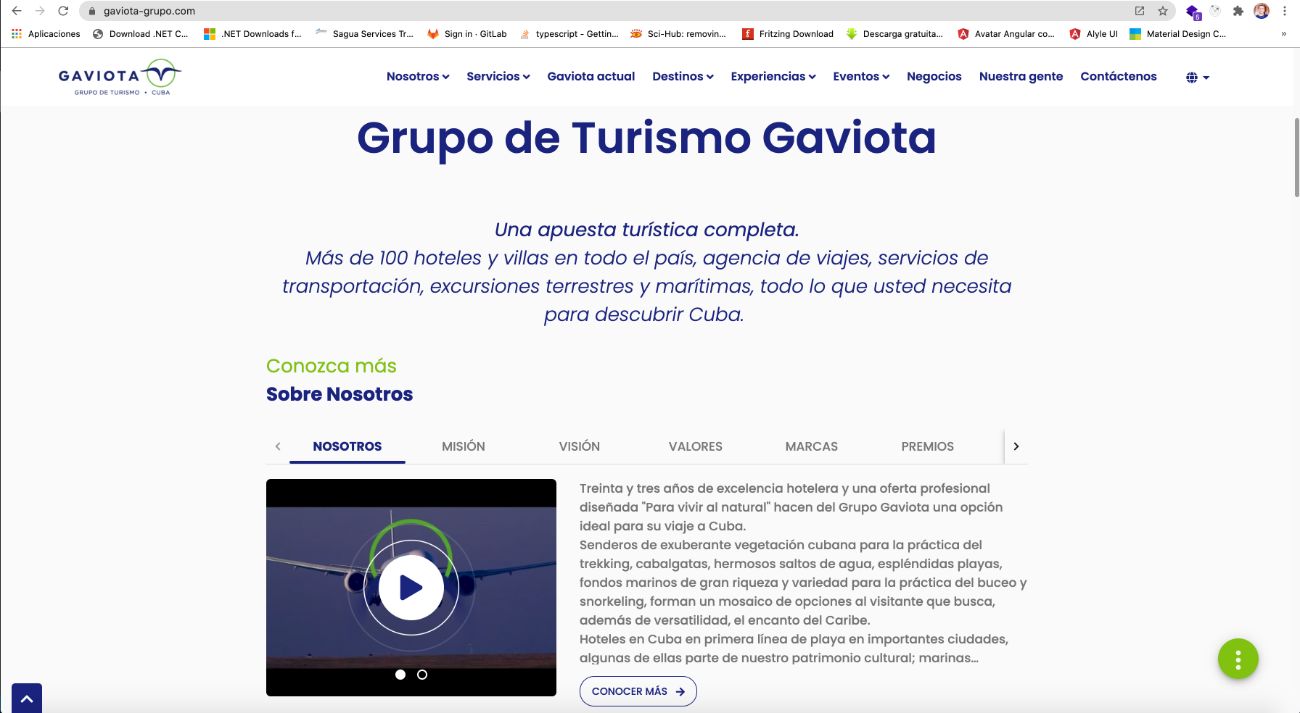 gaviota-grupo.com
6
Aplicaciones
Download .NET C...
.NET Downloads f...
Sagua Services Tr...
Sign in · GitLab
typescript - Gettin...
Sci-Hub: removin...
Fritzing Download
Descarga gratuita...
Avatar Angular co...
Alyle UI
Material Design C...
»
GAVIOTA
GRUPO DE TURISMO • CUBA
Nosotros
Servicios
Gaviota actual
Destinos
Experiencias
Eventos
Negocios
Nuestra gente
Contáctenos
Grupo de Turismo Gaviota
Una apuesta turística completa.
Más de 100 hoteles y villas en todo el país, agencia de viajes, servicios de
transportación, excursiones terrestres y marítimas, todo lo que usted necesita
para descubrir Cuba.
Conozca más
Sobre Nosotros
NOSOTROS
MISIÓN
VISIÓN
VALORES
MARCAS
PREMIOS
Treinta y tres años de excelencia hotelera y una oferta profesional
diseñada "Para vivir al natural" hacen del Grupo Gaviota una opción
ideal para su viaje a Cuba.
Senderos de exuberante vegetación cubana para la práctica del
trekking, cabalgatas, hermosos saltos de agua, espléndidas playas,
fondos marinos de gran riqueza y variedad para la práctica del buceo y
snorkeling, forman un mosaico de opciones al visitante que busca,
además de versatilidad, el encanto del Caribe.
Hoteles en Cuba en primera línea de playa en importantes ciudades,
algunas de ellas parte de nuestro patrimonio cultural; marinas...
CONOCER MÁS